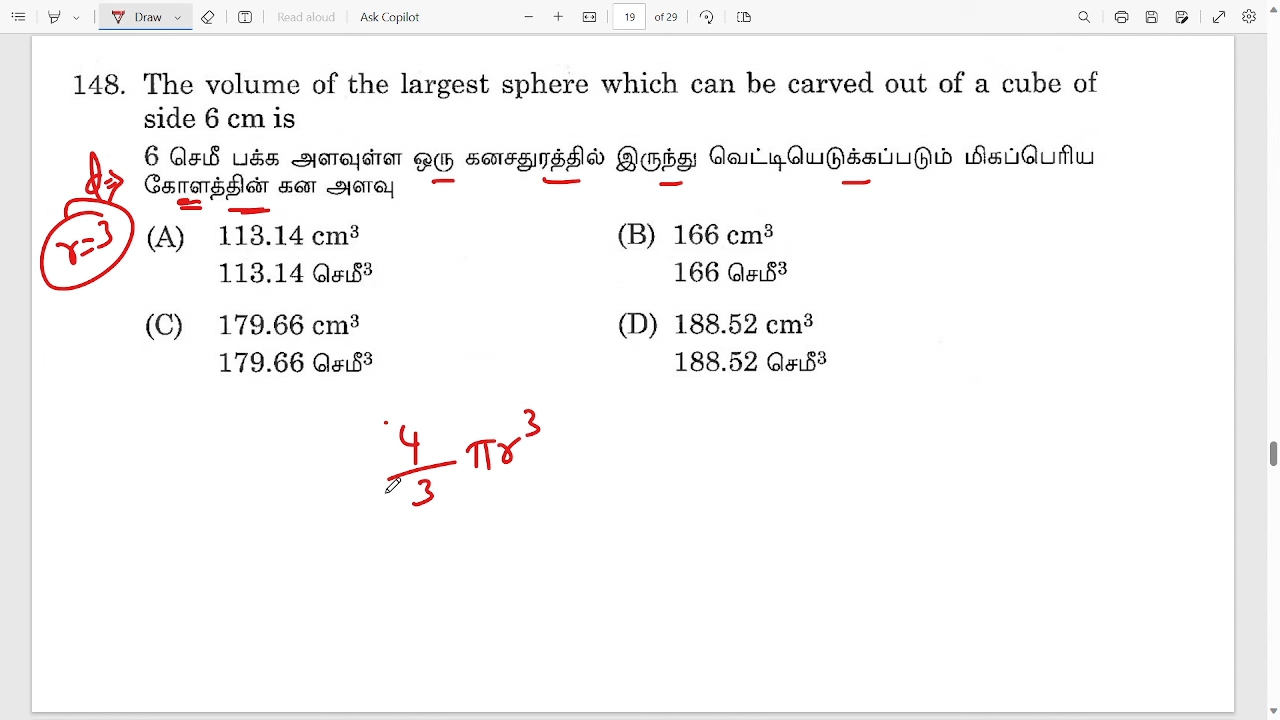 Draw Read aloud Ask Copilot 19 of 29
148. The volume of the largest sphere which can be carved out of a cube of
side 6 cm is
6 செமீ பக்க அளவுள்ள ஒரு கனசதுரத்தில் இருந்து வெட்டியெடுக்கப்படும் மிகப்பெரிய
கோளத்தின் கன அளவு
r=3
(A) 113.14 cm³ (B) 166 cm³
113.14 செமீ³ 166 செமீ³
(C) 179.66 cm³ (D) 188.52 cm³
179.66 செமீ³ 188.52 செமீ³
4
πr³
3